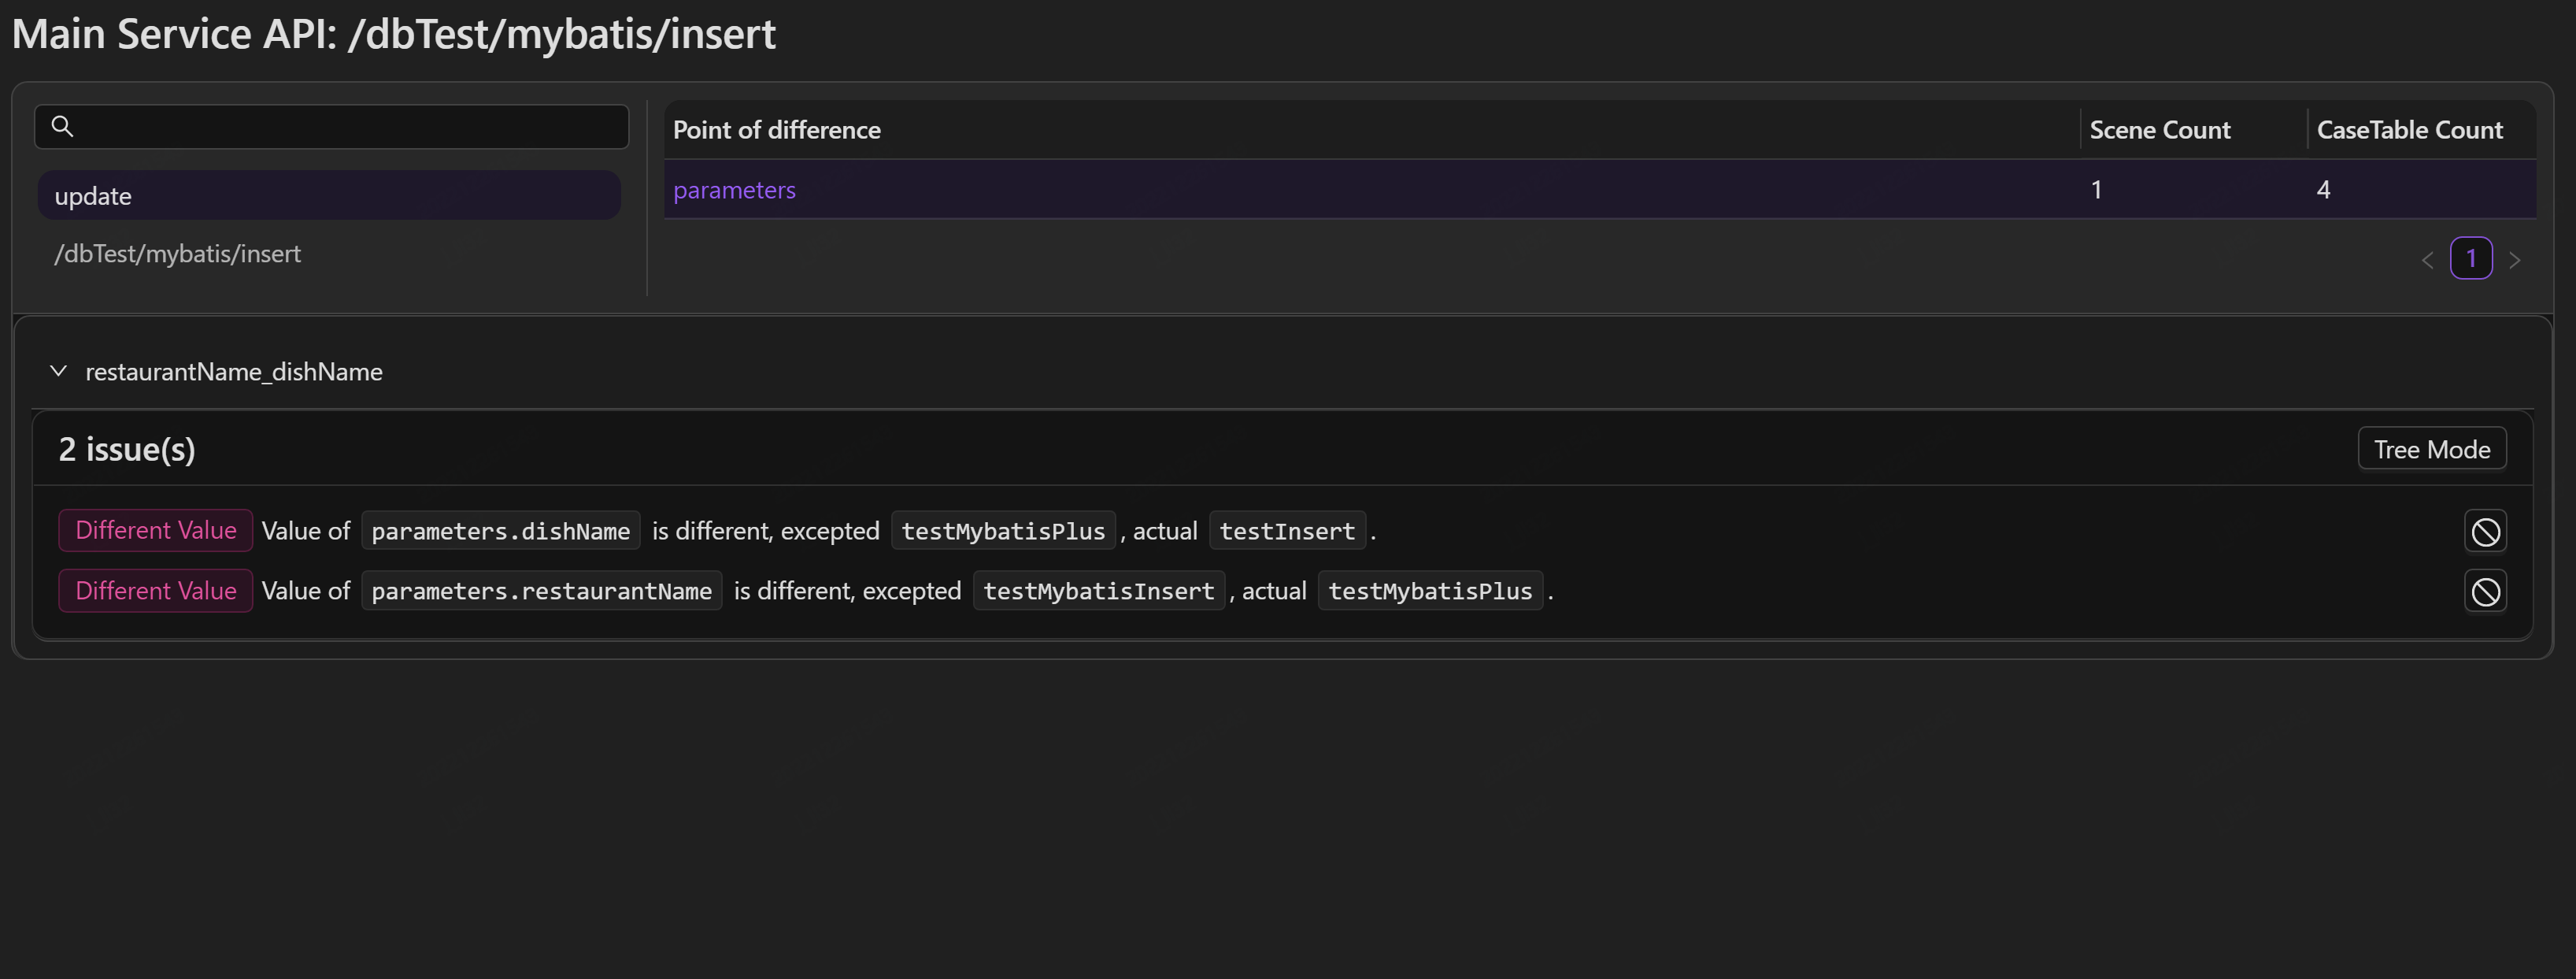 Main Service API: /dbTest/mybatis/insert
update
/dbTest/mybatis/insert
Point of difference Scene Count CaseTable Count
parameters 1 4
< 1 >
restaurantName_dishName
2 issue(s) Tree Mode
Different Value Value of parameters.dishName is different, excepted testMybatisPlus, actual testInsert.
Different Value Value of parameters.restaurantName is different, excepted testMybatisInsert, actual testMybatisPlus.